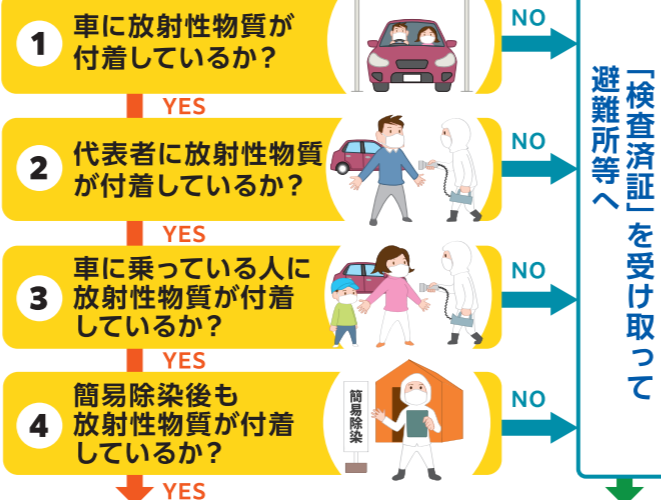 1
車に放射性物質が
付着しているか？
NO
YES
2
代表者に放射性物質
が付着しているか？
NO
YES
3
車に乗っている人に
放射性物質が付着
しているか？
NO
YES
4
簡易除染後も
放射性物質が付着
しているか？
簡易除染
NO
YES
「検査済証」を受け取って
避難所等へ